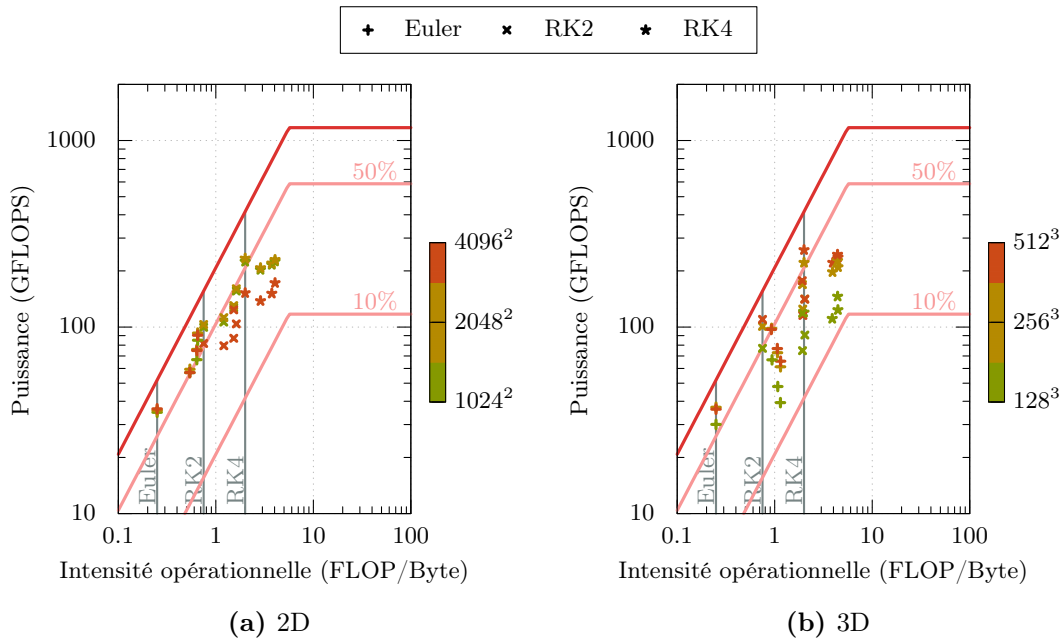 Euler RK2 RK4
Puissance (GFLOPS)
1000
100
10
50%
10%
Euler
RK2
RK4
0.1 1 10 100
Intensité opérationnelle (FLOP/Byte)
4096²
2048²
1024²
(a) 2D
Puissance (GFLOPS)
1000
100
10
50%
10%
Euler
RK2
RK4
0.1 1 10 100
Intensité opérationnelle (FLOP/Byte)
512³
256³
128³
(b) 3D